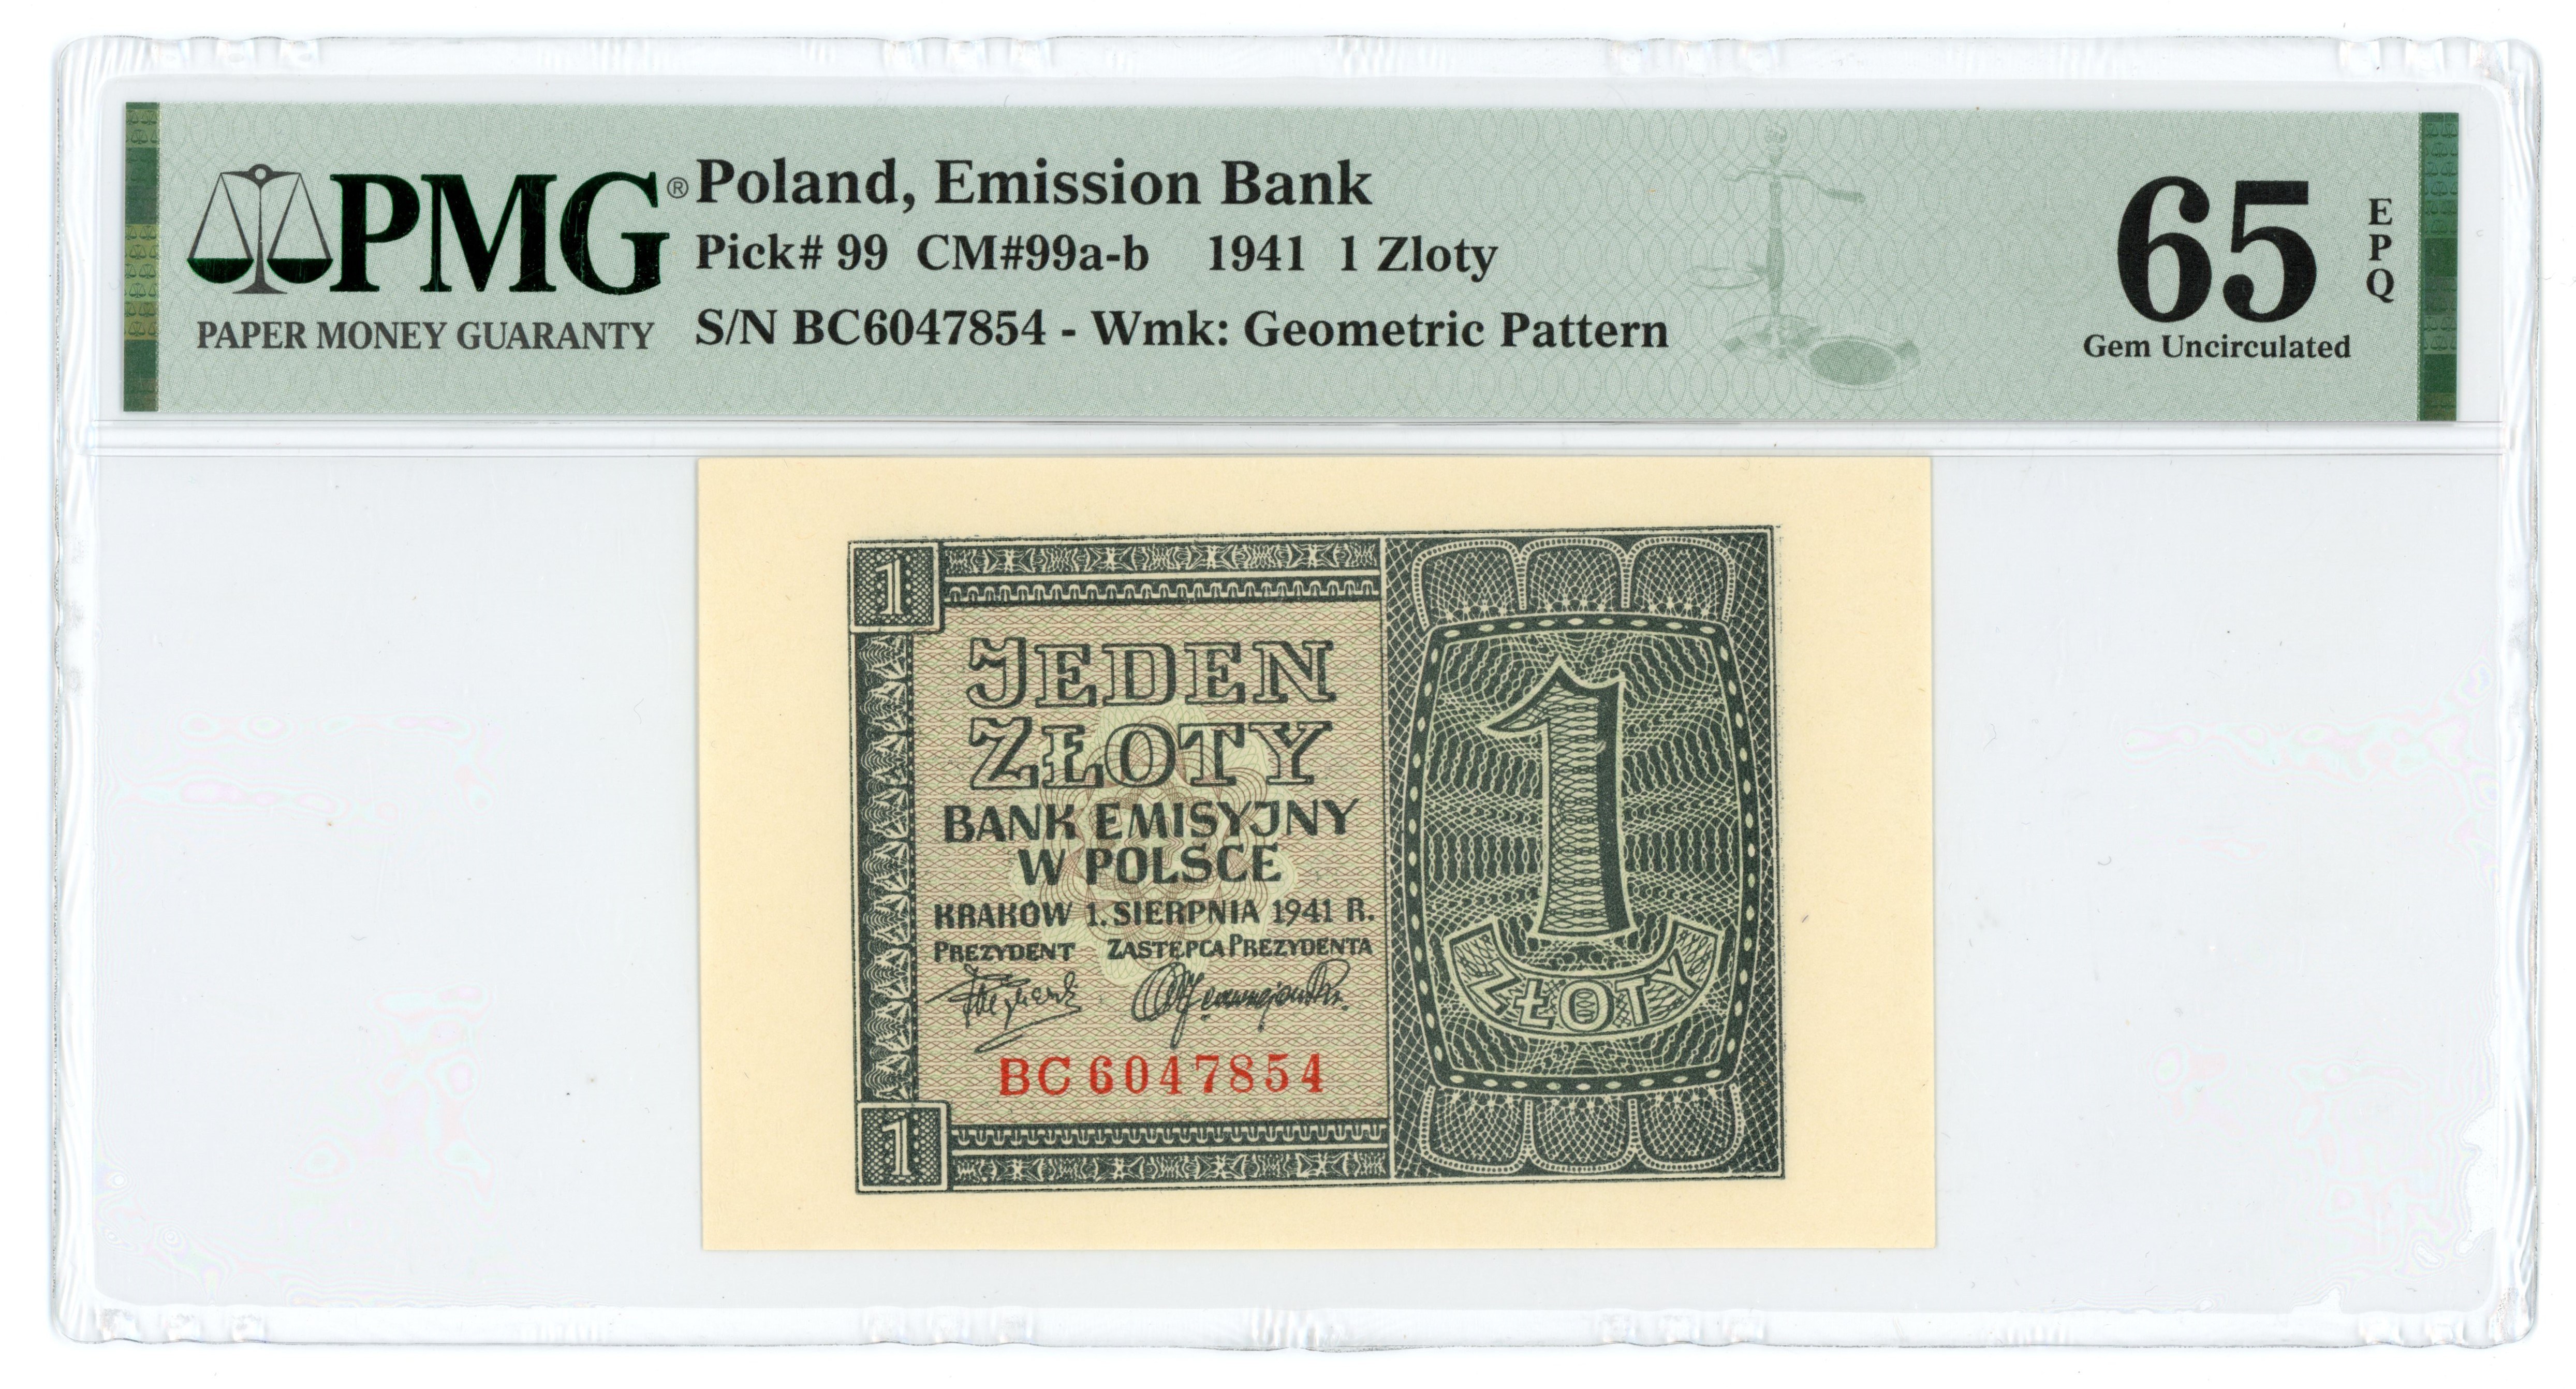 PMG®
PAPER MONEY GUARANTY
Poland, Emission Bank
Pick# 99 CM#99a-b 1941 1 Zloty
S/N BC6047854 - Wmk: Geometric Pattern
65
EPQ
Gem Uncirculated
1
JEDEN
ZŁOTY
BANK EMISYJNY
W POLSCE
KRAKÓW 1. SIERPNIA 1941 R.
PREZYDENT ZASTĘPCA PREZYDENTA
BC 6047854
1
1
ZŁOTY